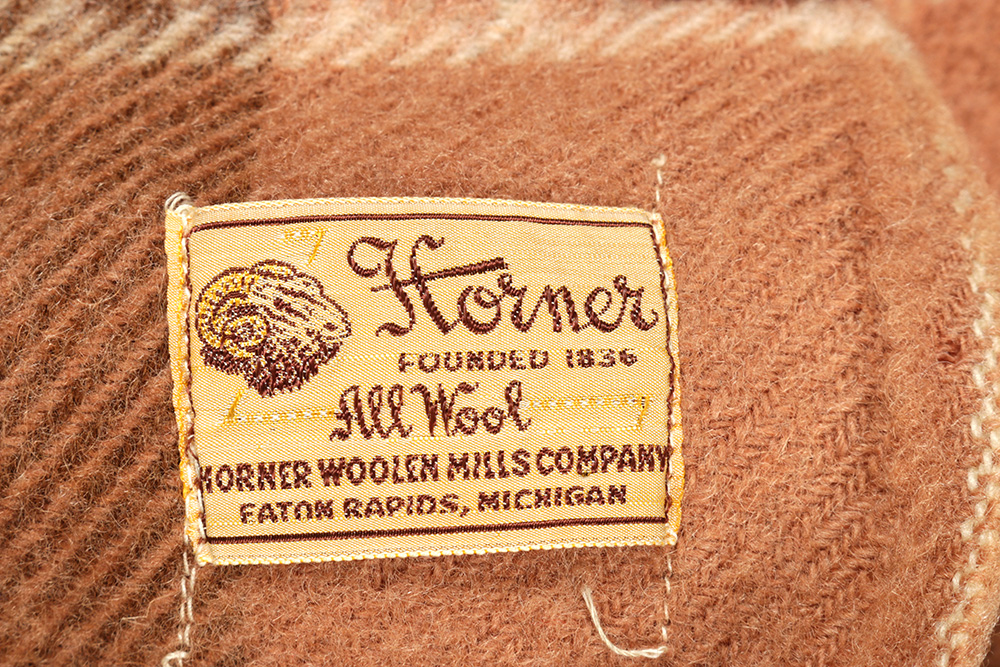 Horner
FOUNDED 1836
All Wool
HORNER WOOLEN MILLS COMPANY
EATON RAPIDS, MICHIGAN